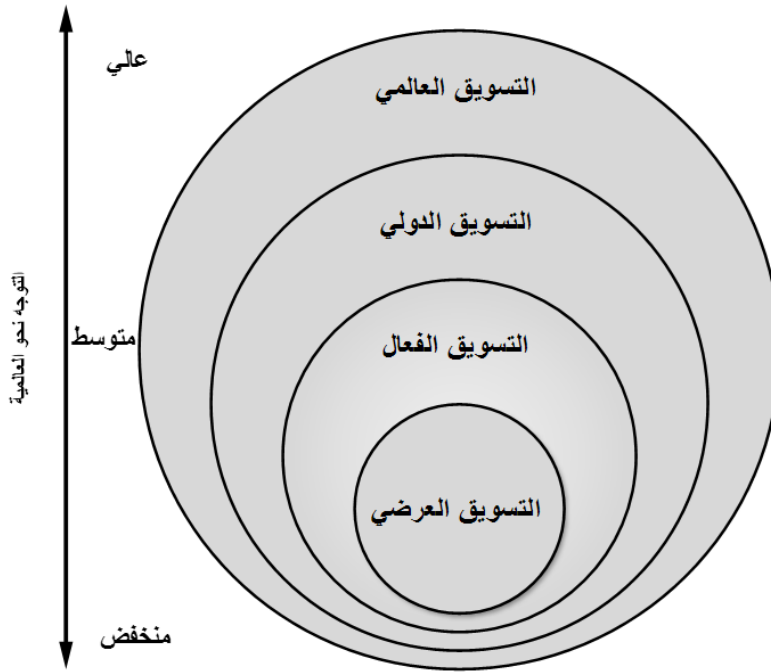 عالي
التسويق العالمي
التسويق الدولي
متوسط
التسويق الفعال
التوجه نحو العالمية
التسويق العرضي
منخفض